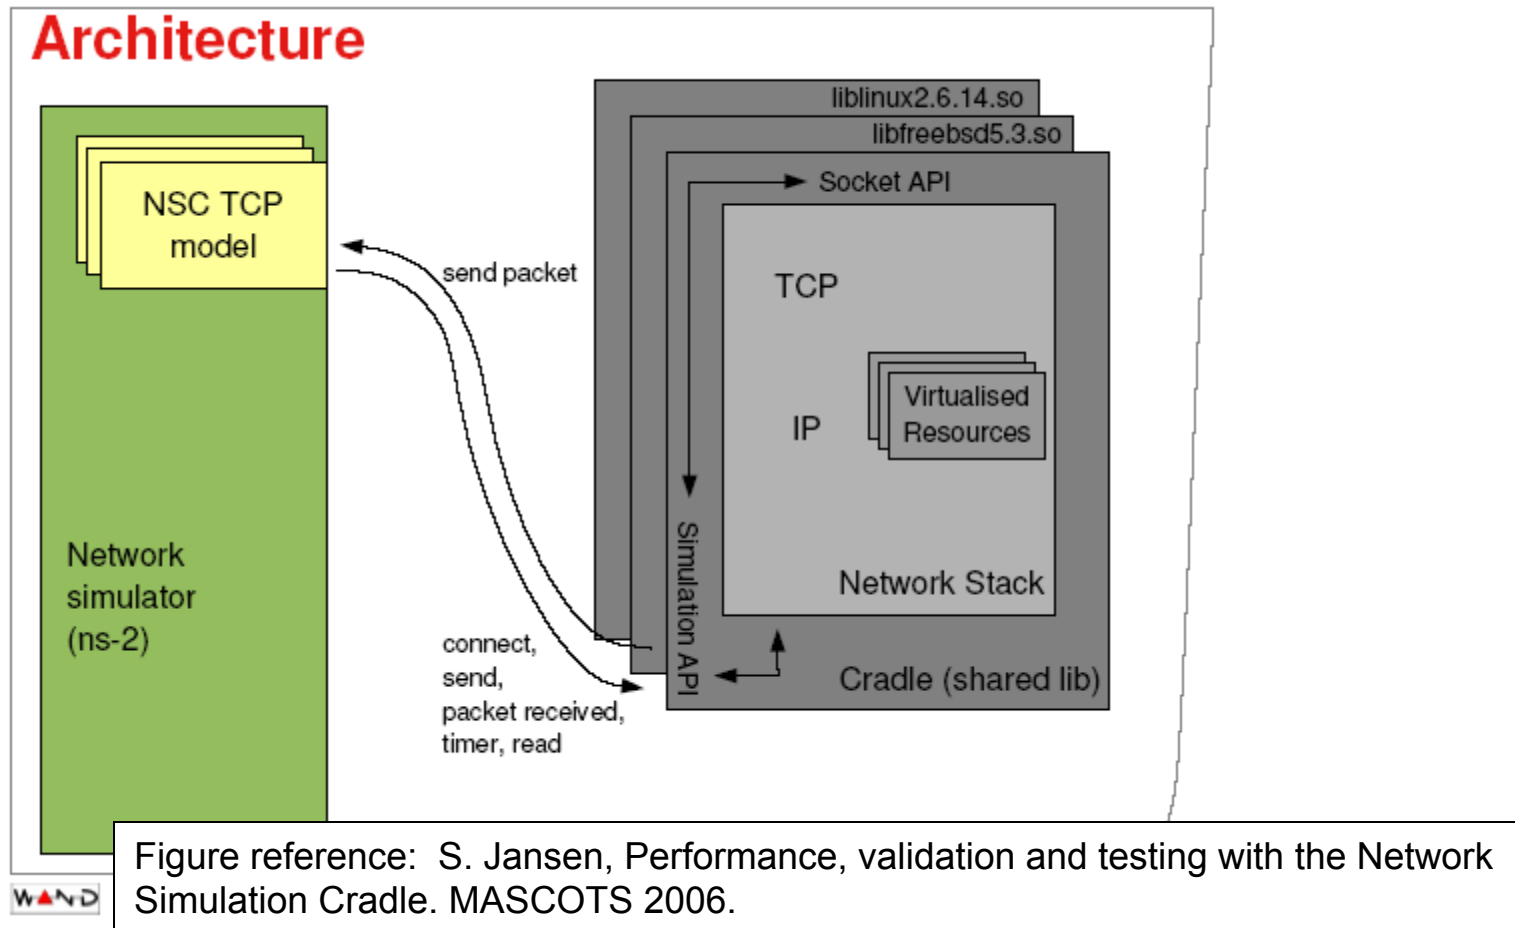 Architecture
liblinux2.6.14.so
libfreebsd5.3.so
Socket API
NSC TCP
model
send packet
TCP
Virtualised
Resources
IP
Simulation API
Network
simulator
(ns-2)
Network Stack
connect,
send,
packet received,
timer, read
Cradle (shared lib)
Figure reference: S. Jansen, Performance, validation and testing with the Network
Simulation Cradle. MASCOTS 2006.
WAND